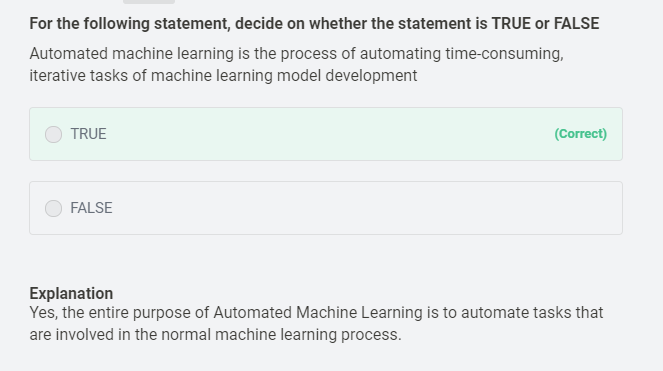 For the following statement, decide on whether the statement is TRUE or FALSE
Automated machine learning is the process of automating time-consuming,
iterative tasks of machine learning model development
TRUE (Correct)
FALSE
Explanation
Yes, the entire purpose of Automated Machine Learning is to automate tasks that
are involved in the normal machine learning process.